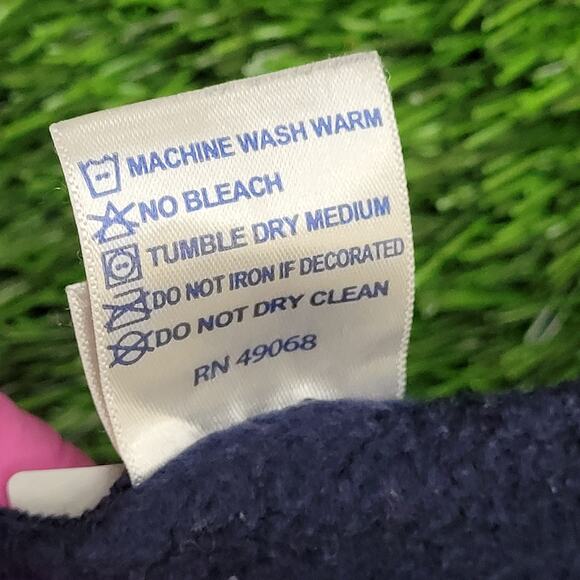 MACHINE WASH WARM
NO BLEACH
TUMBLE DRY MEDIUM
DO NOT IRON IF DECORATED
DO NOT DRY CLEAN
RN 49068